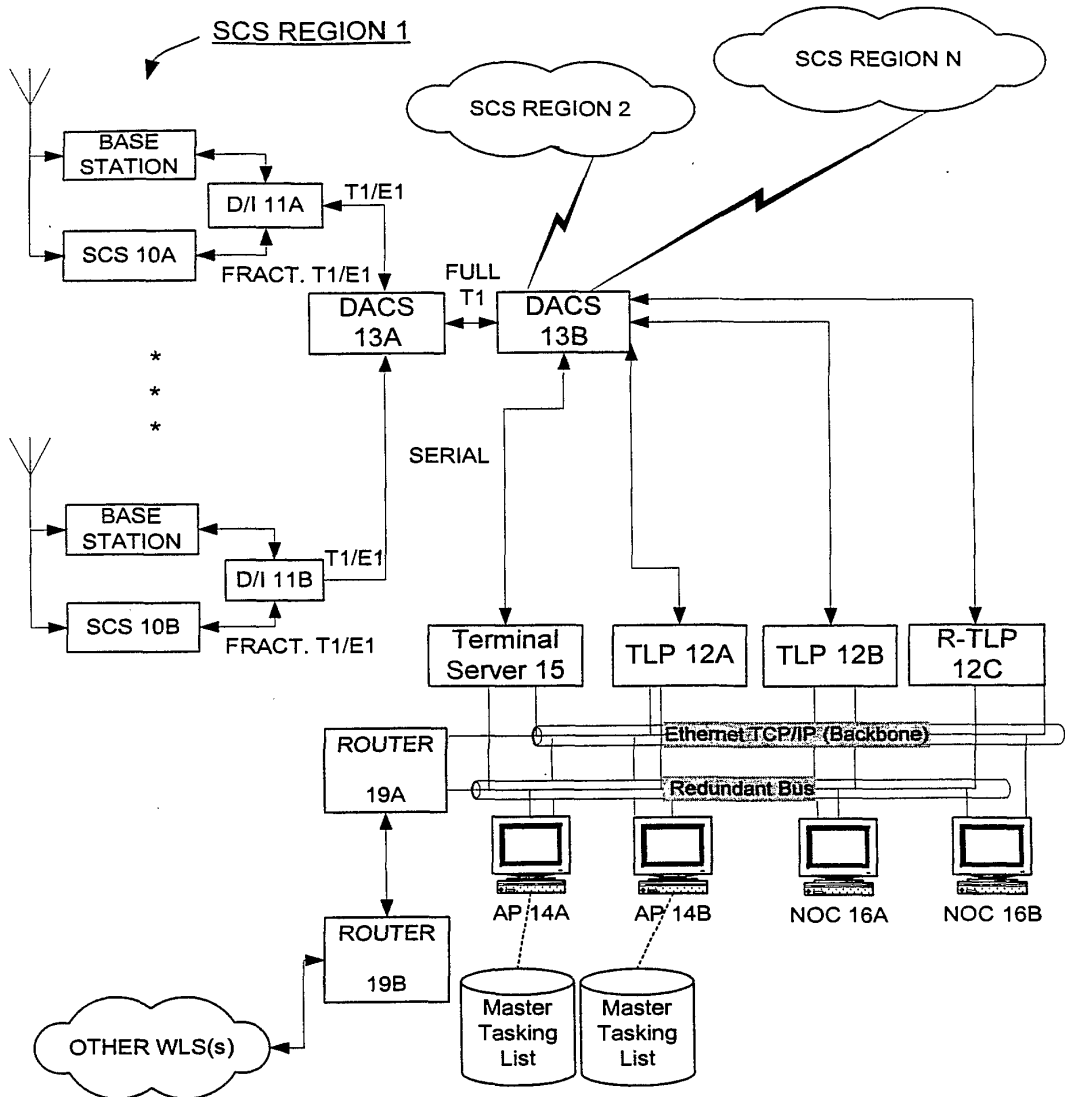 SCS REGION 1
SCS REGION 2
SCS REGION N
BASE
STATION
D/I 11A
T1/E1
SCS 10A
FRACT. T1/E1
FULL
T1
DACS
13A
DACS
13B
*
*
*
SERIAL
BASE
STATION
D/I 11B
T1/E1
SCS 10B
FRACT. T1/E1
Terminal
Server 15
TLP 12A
TLP 12B
R-TLP
12C
Ethernet TCP/IP (Backbone)
ROUTER
19A
Redundant Bus
AP 14A
AP 14B
NOC 16A
NOC 16B
ROUTER
19B
Master
Tasking
List
Master
Tasking
List
OTHER WLS(s)